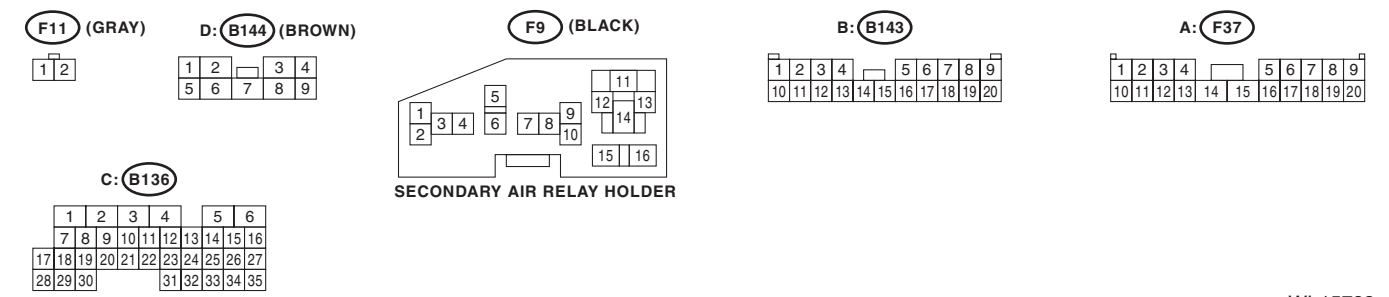 F11 (GRAY)
1 2
D: B144 (BROWN)
1 2 3 4
5 6 7 8 9
F9 (BLACK)
11
5 12 13
1 9
3 4 6 7 8 14
2 10
15 16
SECONDARY AIR RELAY HOLDER
B: B143
1 2 3 4 5 6 7 8 9
10 11 12 13 14 15 16 17 18 19 20
A: F37
1 2 3 4 5 6 7 8 9
10 11 12 13 14 15 16 17 18 19 20
C: B136
1 2 3 4 5 6
7 8 9 10 11 12 13 14 15 16
17 18 19 20 21 22 23 24 25 26 27
28 29 30 31 32 33 34 35